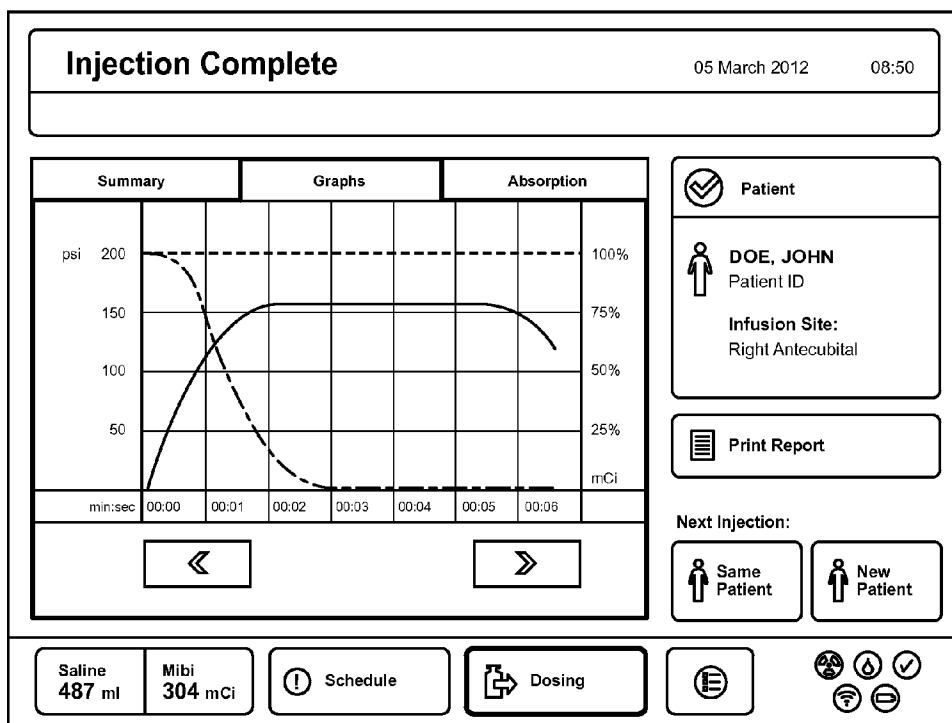 Injection Complete
05 March 2012 08:50
Summary Graphs Absorption
psi 200 100%
150 75%
100 50%
50 25%
mCi
min:sec 00:00 00:01 00:02 00:03 00:04 00:05 00:06
Patient
DOE, JOHN
Patient ID
Infusion Site:
Right Antecubital
Print Report
Next Injection:
Same
Patient
New
Patient
Saline
487 ml
Mibi
304 mCi
Schedule
Dosing